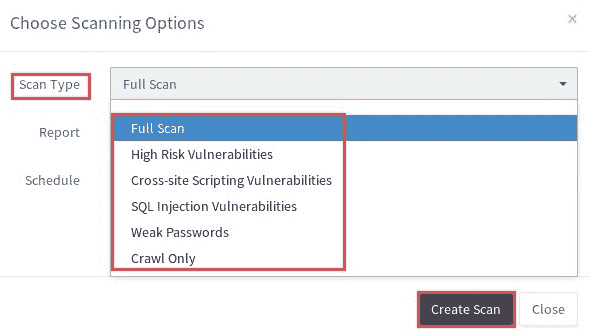 Choose Scanning Options
×
Scan Type
Full Scan
Full Scan
Report
High Risk Vulnerabilities
Cross-site Scripting Vulnerabilities
Schedule
SQL Injection Vulnerabilities
Weak Passwords
Crawl Only
Create Scan
Close